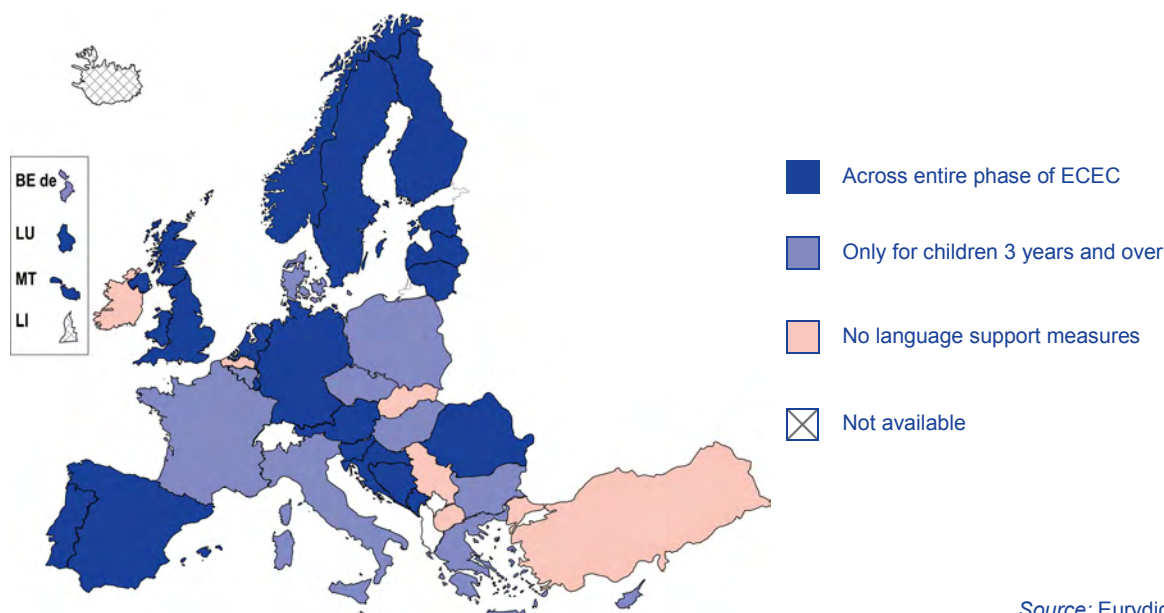 BE de
LU
MT
LI
Across entire phase of ECEC
Only for children 3 years and over
No language support measures
Not available
Source: